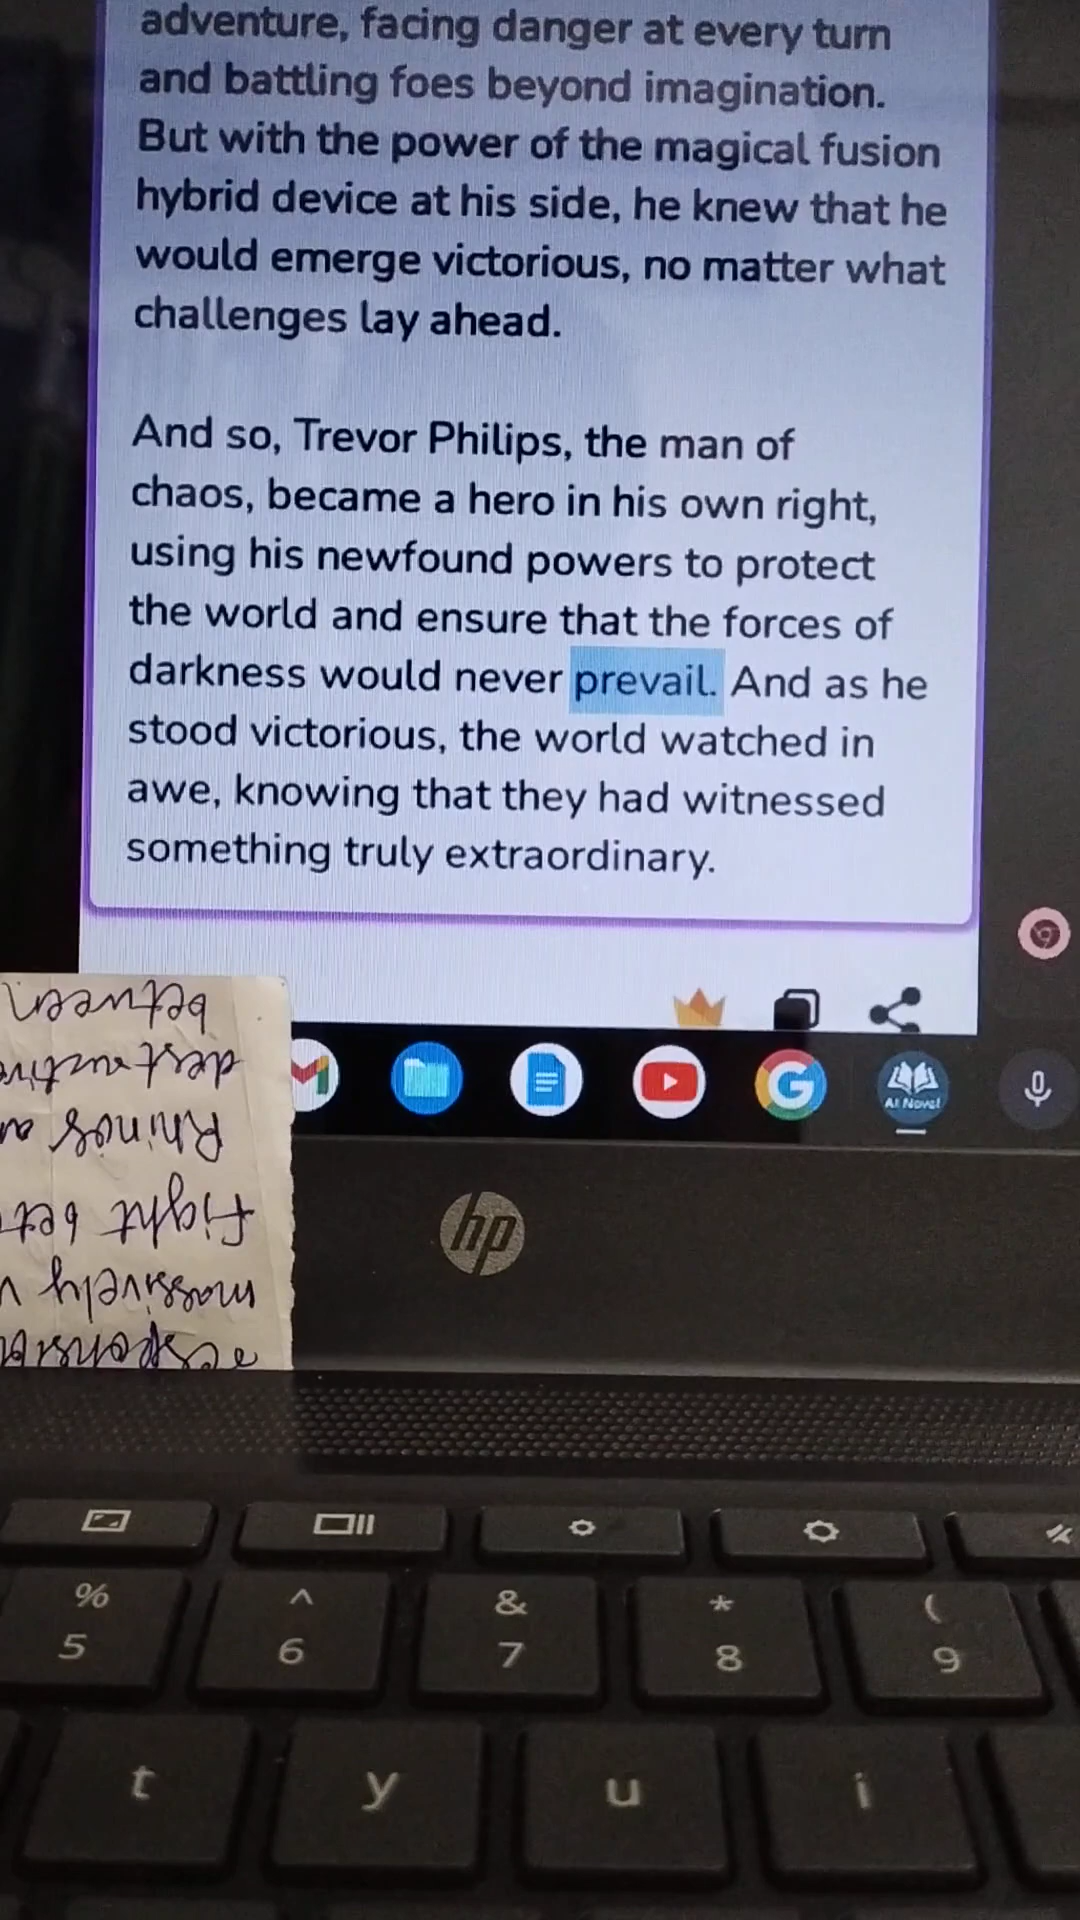 adventure, facing danger at every turn
and battling foes beyond imagination.
But with the power of the magical fusion
hybrid device at his side, he knew that he
would emerge victorious, no matter what
challenges lay ahead.
And so, Trevor Philips, the man of
chaos, became a hero in his own right,
using his newfound powers to protect
the world and ensure that the forces of
darkness would never prevail. And as he
stood victorious, the world watched in
awe, knowing that they had witnessed
something truly extraordinary.
AI Novel
massively
fight
Rhinos
between
hp
% ^ & * (
5 6 7 8 9
t y u i